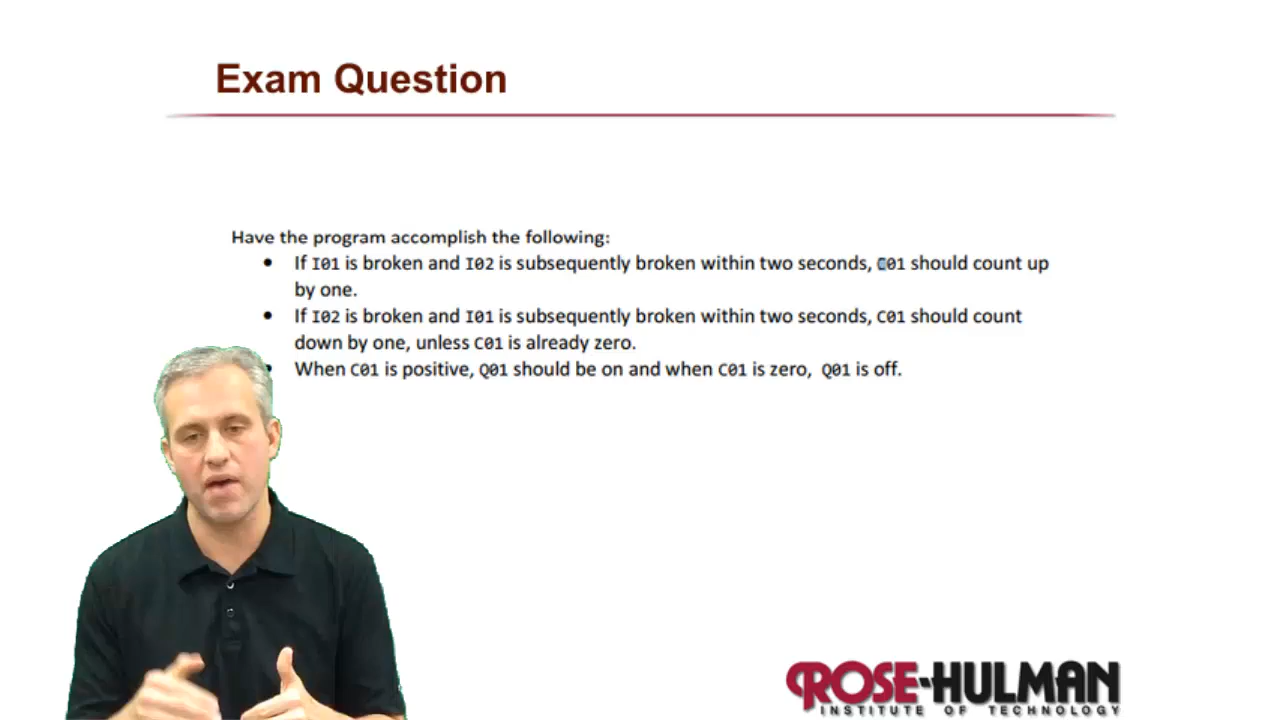 Exam Question
Have the program accomplish the following:
• If I01 is broken and I02 is subsequently broken within two seconds, C01 should count up
by one.
• If I02 is broken and I01 is subsequently broken within two seconds, C01 should count
down by one, unless C01 is already zero.
• When C01 is positive, Q01 should be on and when C01 is zero, Q01 is off.
ROSE-HULMAN
INSTITUTE OF TECHNOLOGY